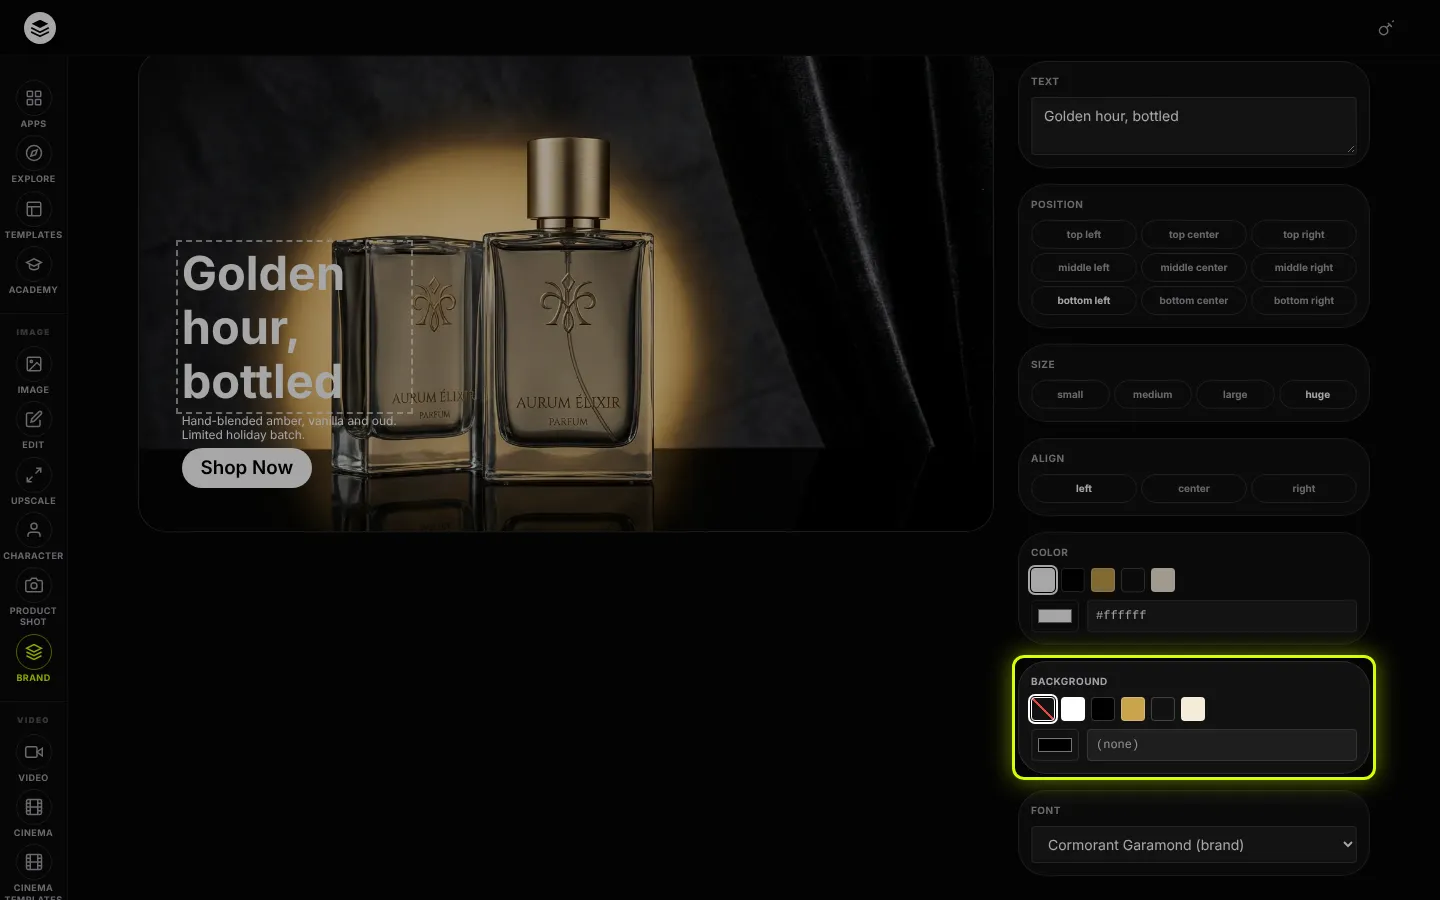 APPS
EXPLORE
TEMPLATES
ACADEMY
IMAGE
IMAGE
EDIT
UPSCALE
CHARACTER
PRODUCT
SHOT
BRAND
VIDEO
VIDEO
CINEMA
CINEMA
TEMPLATES
Golden
hour,
bottled
Hand-blended amber, vanilla and oud.
Limited holiday batch.
Shop Now
AURUM ÉLIXIR
PARFUM
AURUM ÉLIXIR
PARFUM
TEXT
Golden hour, bottled
POSITION
top left
top center
top right
middle left
middle center
middle right
bottom left
bottom center
bottom right
SIZE
small
medium
large
huge
ALIGN
left
center
right
COLOR
#ffffff
BACKGROUND
(none)
FONT
Cormorant Garamond (brand)